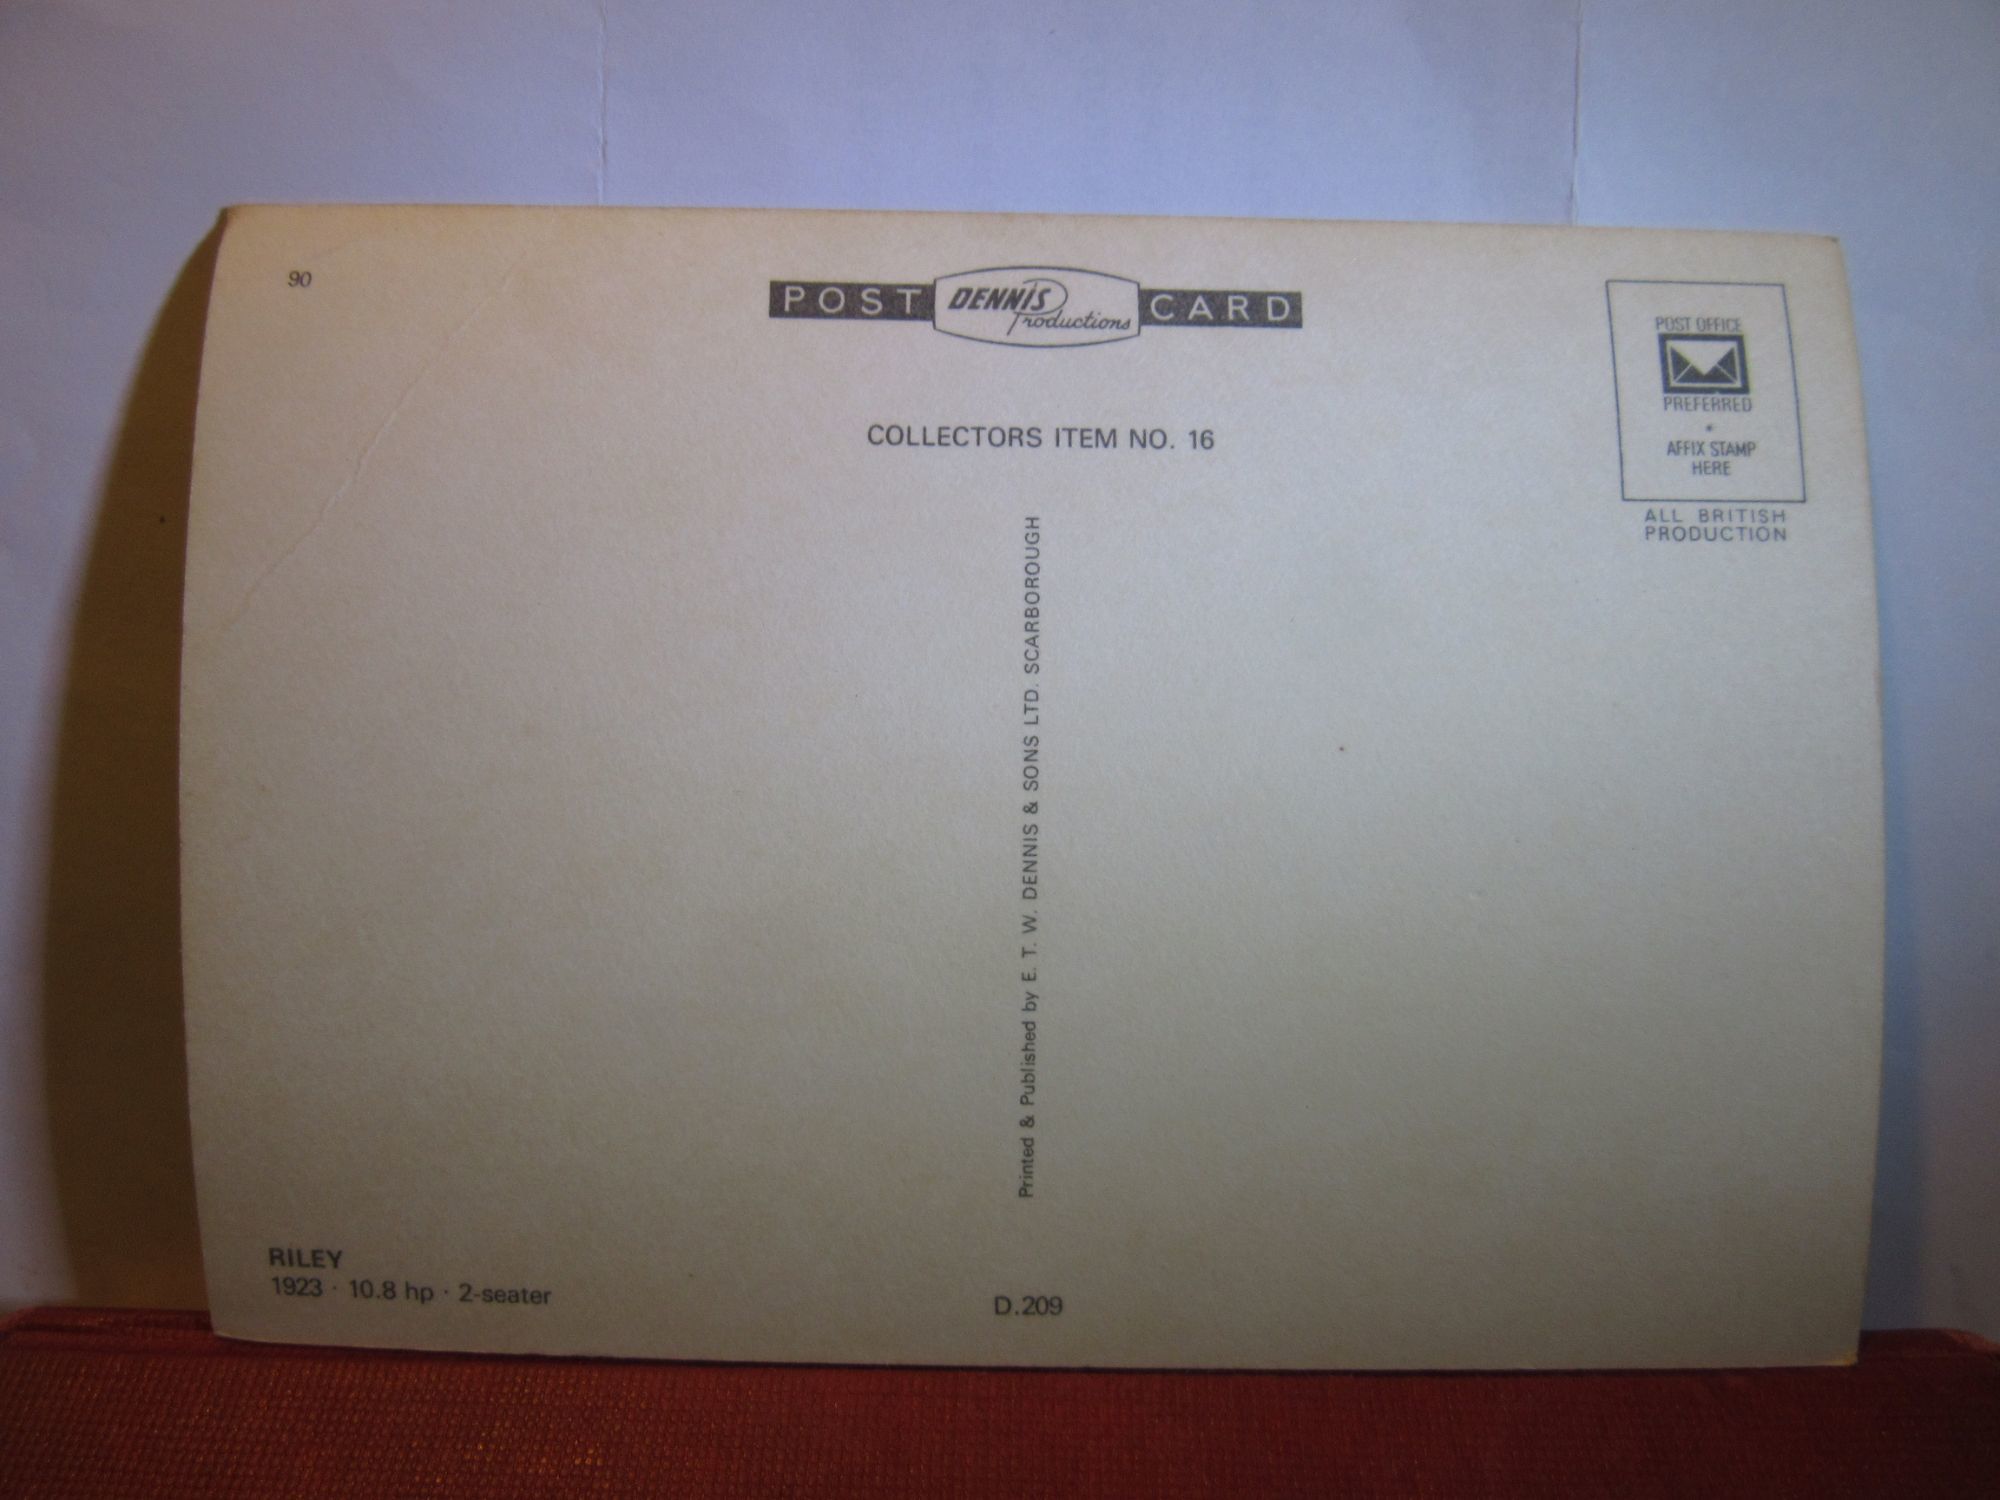 90
POST DENNIS Productions CARD
POST OFFICE
PREFERRED
AFFIX STAMP
HERE
ALL BRITISH
PRODUCTION
COLLECTORS ITEM NO. 16
Printed & Published by E. T. W. DENNIS & SONS LTD. SCARBOROUGH
RILEY
1923 · 10.8 hp · 2-seater
D.209